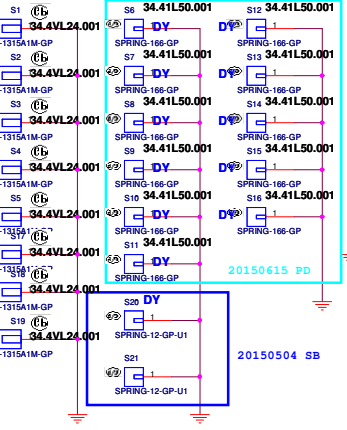 S1
34.4VL24.001
-1315A1M-GP
S2
34.4VL24.001
-1315A1M-GP
S3
34.4VL24.001
-1315A1M-GP
S4
34.4VL24.001
-1315A1M-GP
S5
34.4VL24.001
-1315A1M-GP
S17
34.4VL24.001
-1315A1M-GP
S18
34.4VL24.001
-1315A1M-GP
S19
34.4VL24.001
-1315A1M-GP
S6
34.41L50.001
DY
1
SPRING-166-GP
S7
34.41L50.001
DY
1
SPRING-166-GP
S8
34.41L50.001
DY
1
SPRING-166-GP
S9
34.41L50.001
DY
1
SPRING-166-GP
S10
34.41L50.001
DY
1
SPRING-166-GP
S11
34.41L50.001
DY
1
SPRING-166-GP
S12
34.41L50.001
DY
1
SPRING-166-GP
S13
34.41L50.001
DY
1
SPRING-166-GP
S14
34.41L50.001
DY
1
SPRING-166-GP
S15
34.41L50.001
DY
1
SPRING-166-GP
S16
34.41L50.001
DY
1
SPRING-166-GP
20150615 PD
S20
DY
1
SPRING-12-GP-U1
S21
1
SPRING-12-GP-U1
20150504 SB